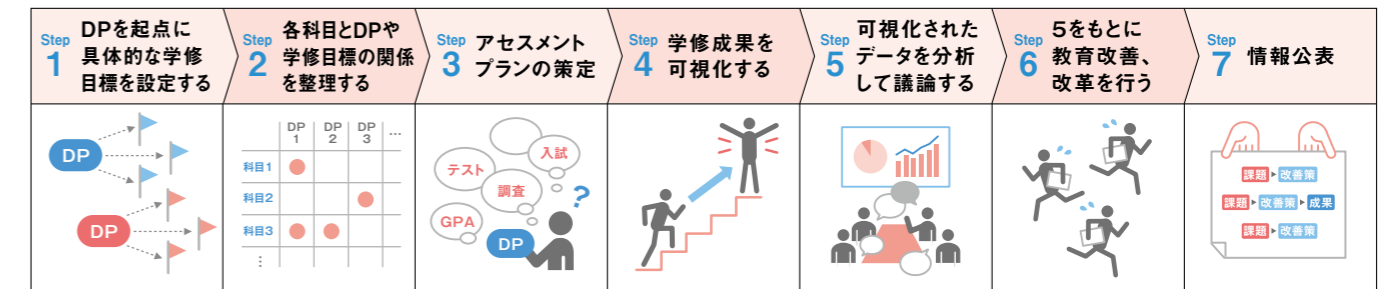 Step 1
DPを起点に
具体的な学修
目標を設定する
Step 2
各科目とDPや
学修目標の関係
を整理する
Step 3
アセスメント
プランの策定
Step 4
学修成果を
可視化する
Step 5
可視化された
データを分析
して議論する
Step 6
5をもとに
教育改善、
改革を行う
Step 7
情報公表
DP
DP
DP 1 DP 2 DP 3 …
科目1
科目2
科目3
⋮
入試
テスト
調査
GPA
?
DP
課題▶改善策
課題▶改善策▶成果
課題▶改善策